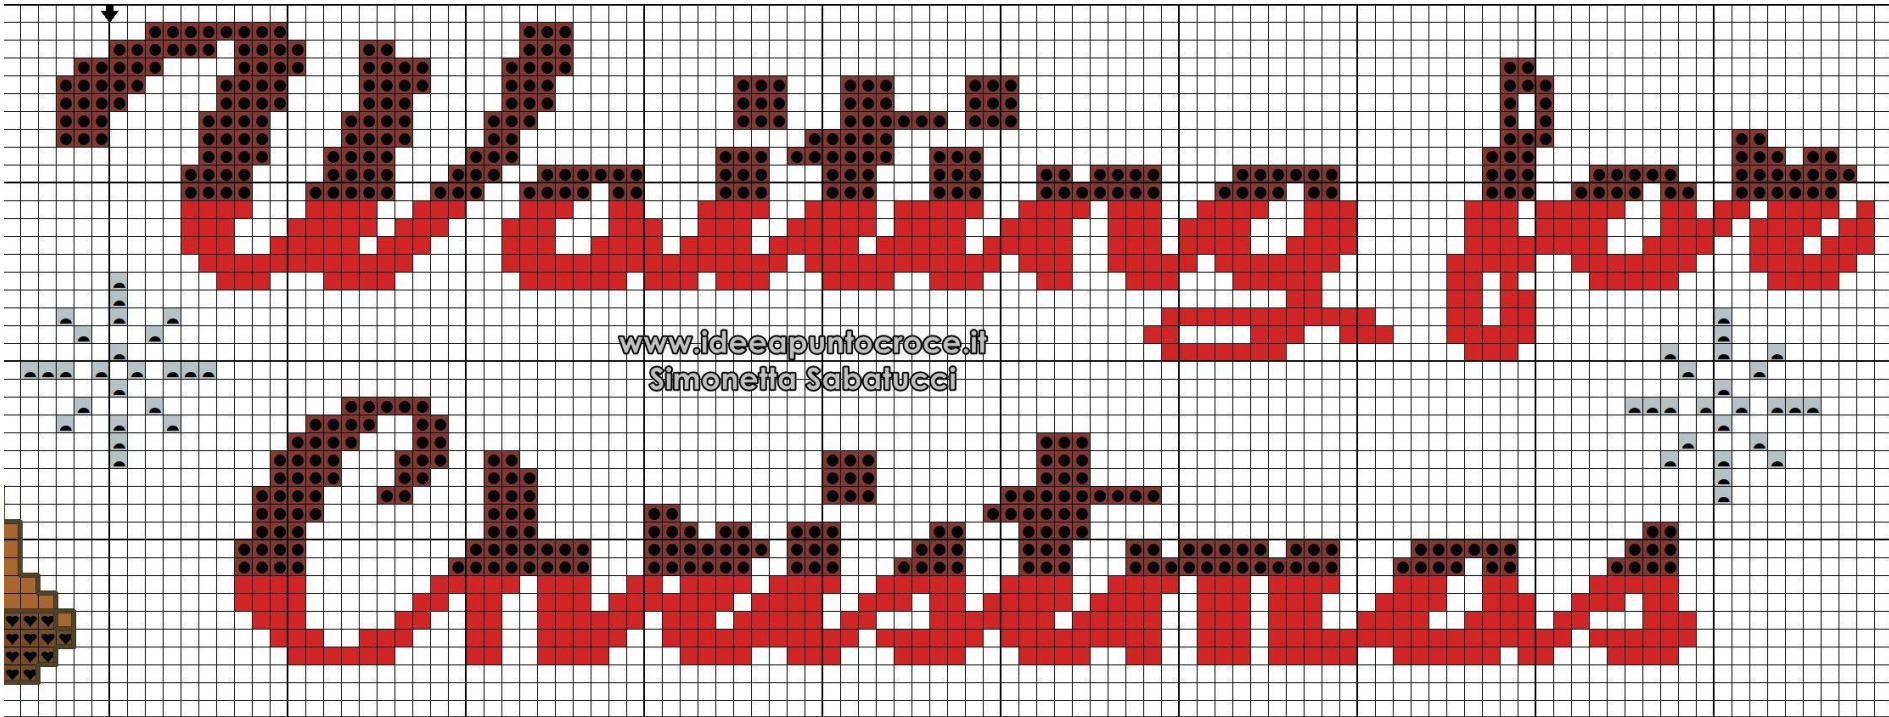 Waiting for
www.ideeapuntocroce.it
Simonetta Sabatucci
Christmas